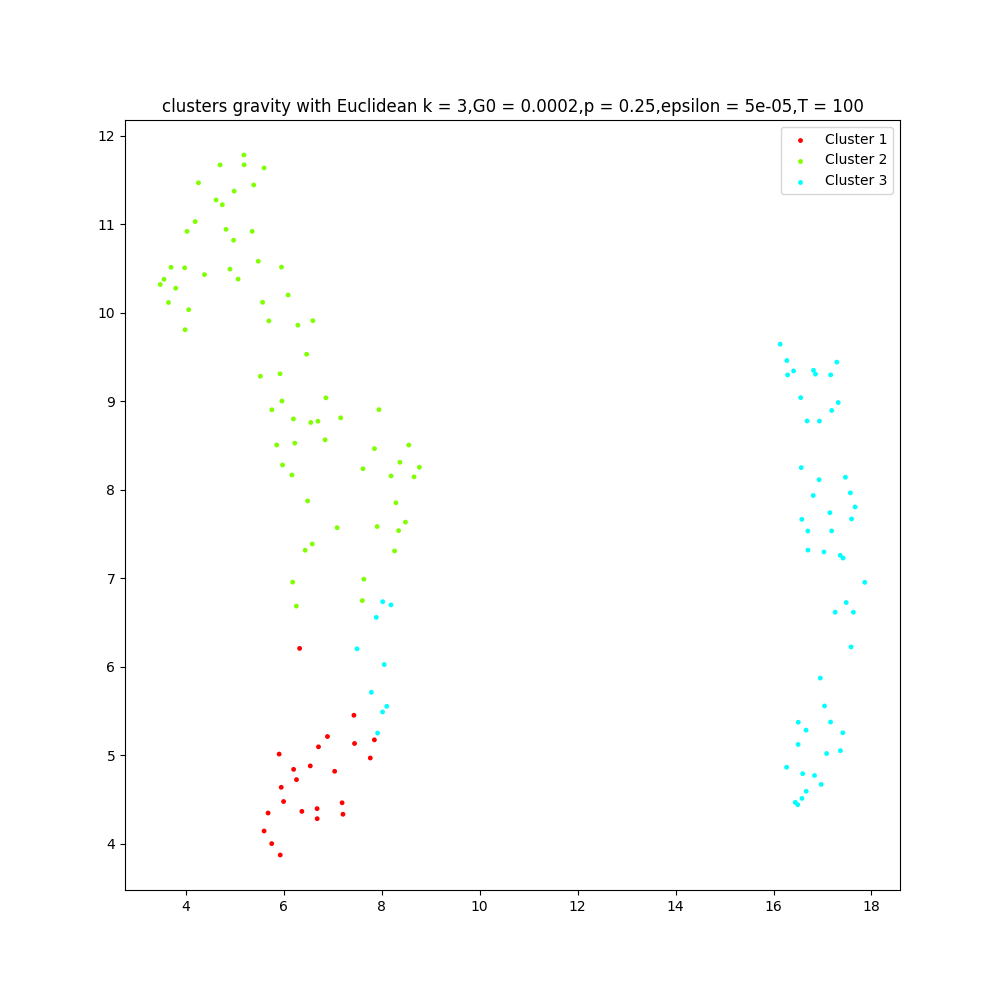 clusters gravity with Euclidean k = 3,G0 = 0.0002,p = 0.25,epsilon = 5e-05,T = 100
Cluster 1
Cluster 2
Cluster 3
12
11
10
9
8
7
6
5
4
4 6 8 10 12 14 16 18